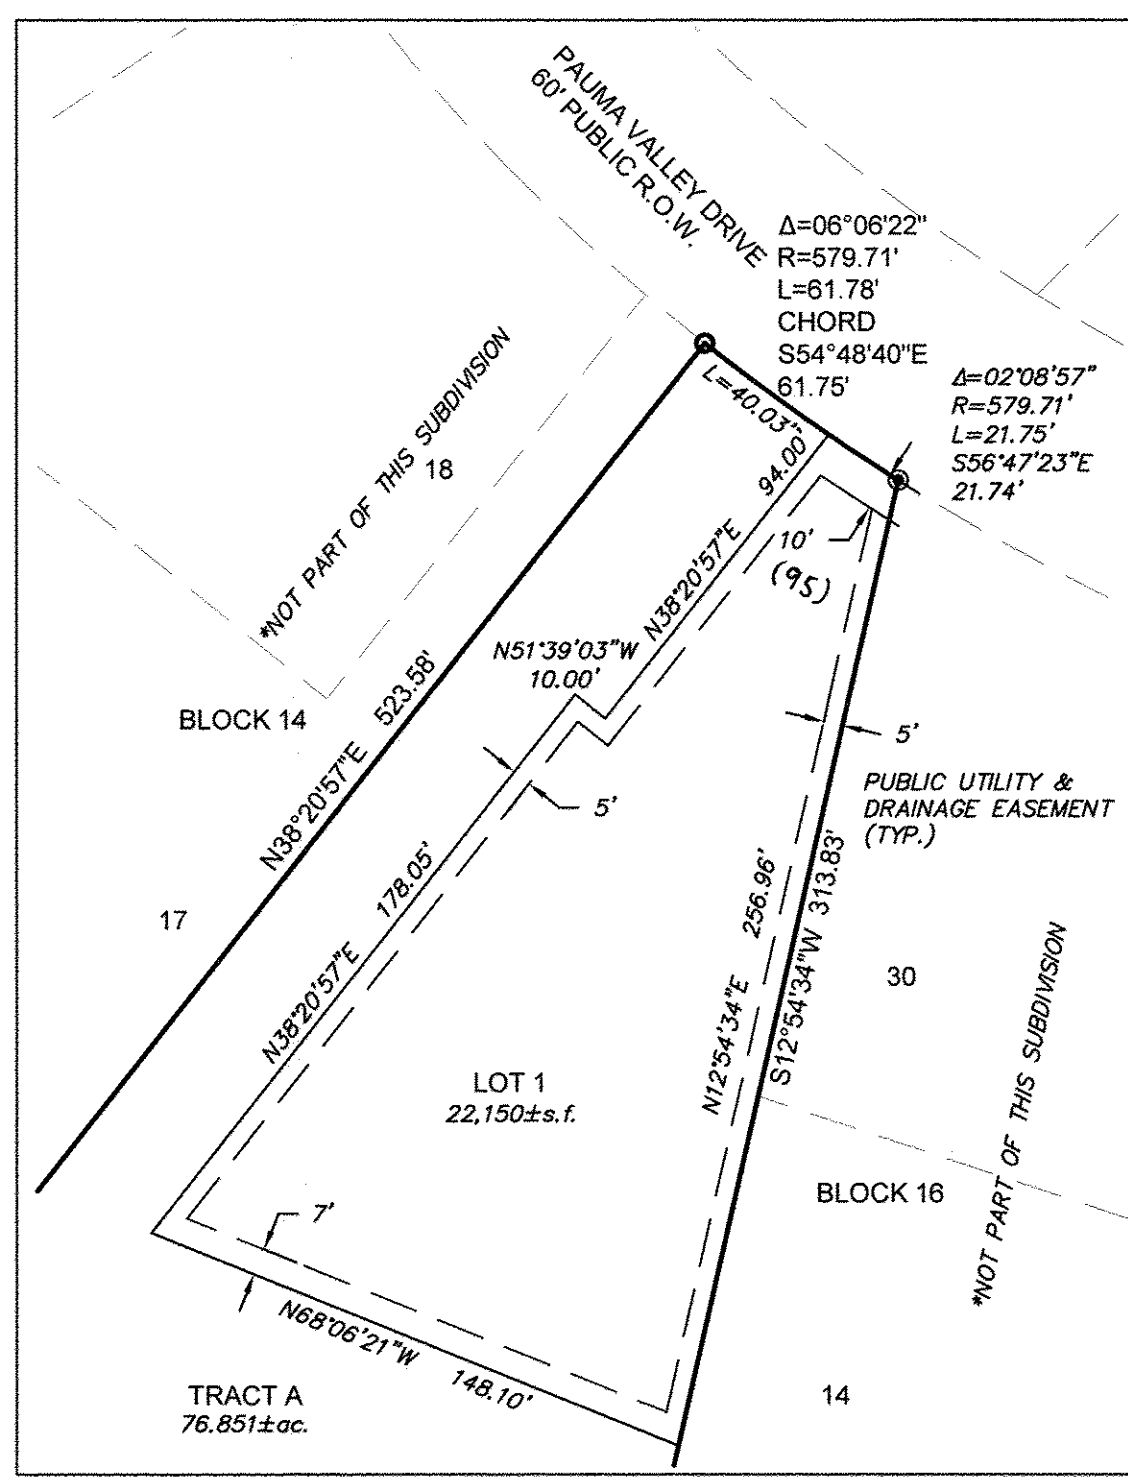 PAUMA VALLEY DRIVE
60' PUBLIC R.O.W.
Δ=06°06'22"
R=579.71'
L=61.78'
CHORD
S54°48'40"E
61.75'
Δ=02°08'57"
R=579.71'
L=21.75'
S56°47'23"E
21.74'
L=40.03'
94.00
N38°20'57"E
10'
(95)
*NOT PART OF THIS SUBDIVISION
18
N51°39'03"W
10.00'
BLOCK 14
N38°20'57"E 523.58'
5'
5'
PUBLIC UTILITY &
DRAINAGE EASEMENT
(TYP.)
N38°20'57"E 178.05'
17
N12°54'34"E 256.96'
S12°54'34"W 313.83'
30
*NOT PART OF THIS SUBDIVISION
LOT 1
22,150±s.f.
BLOCK 16
7'
N68°06'21"W 148.10'
TRACT A
76.851±ac.
14